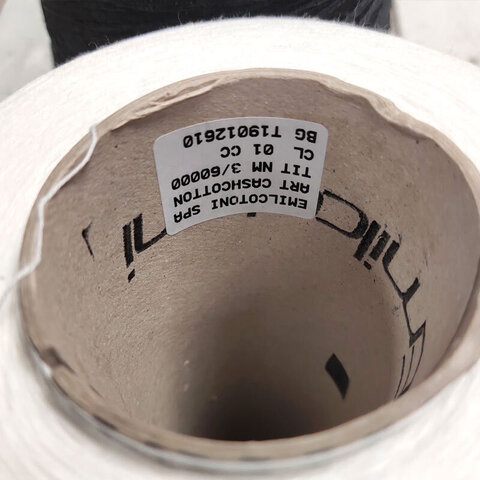 EMILCOTONI SPA
ART CASHCOTTON
TIT NM 3/60000
CL 01 CC
BG T19012610